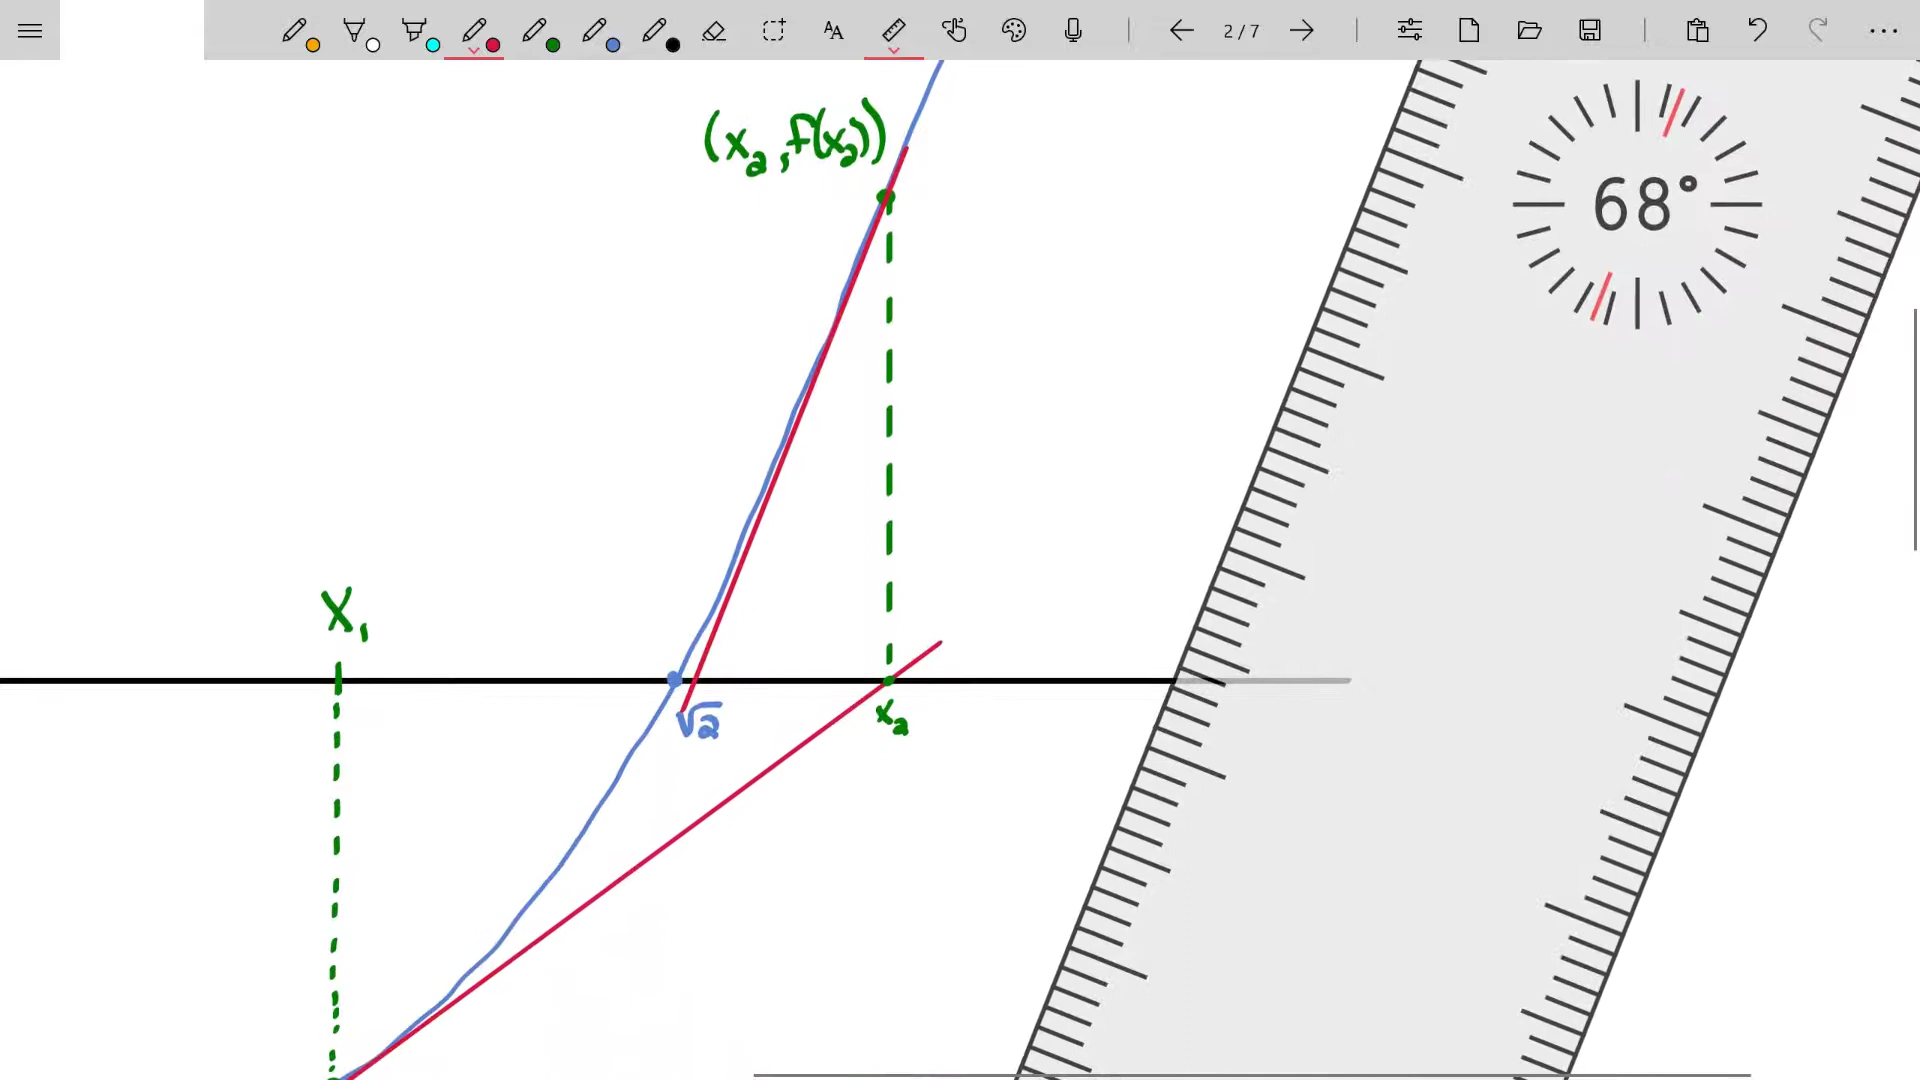 2 / 7
(x₂, f(x₂))
68°
X₁
√2
x₂